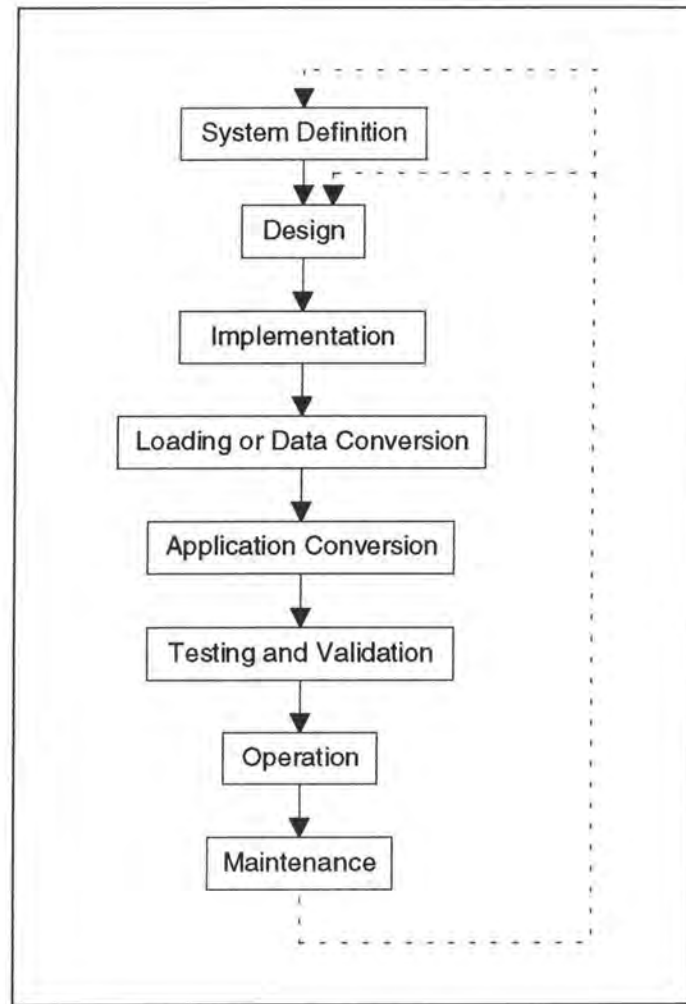 System Definition
Design
Implementation
Loading or Data Conversion
Application Conversion
Testing and Validation
Operation
Maintenance